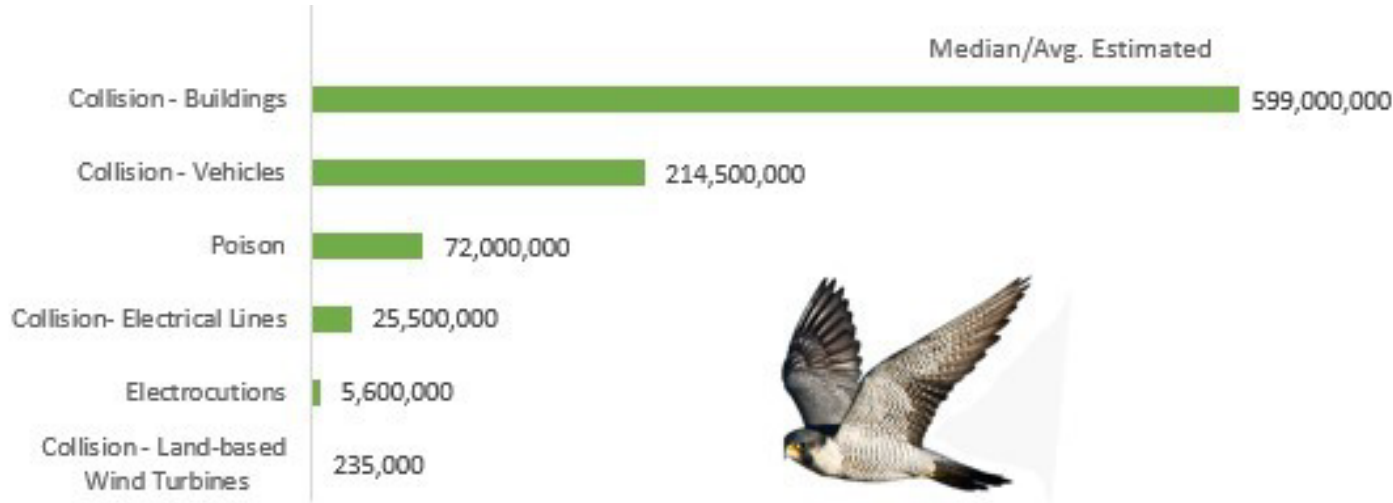 Median/Avg. Estimated
Collision - Buildings 599,000,000
Collision - Vehicles 214,500,000
Poison 72,000,000
Collision- Electrical Lines 25,500,000
Electrocutions 5,600,000
Collision - Land-based
Wind Turbines 235,000